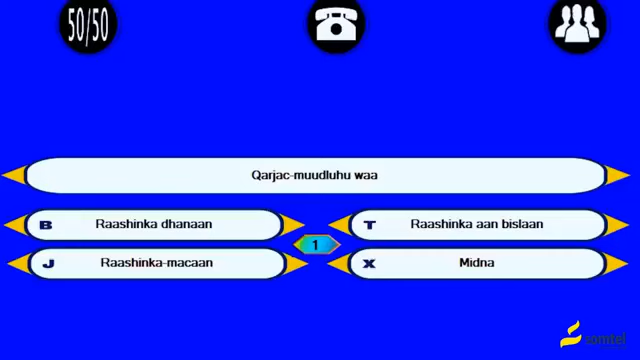 50/50
Qarjac-muudluhu waa
B Raashinka dhanaan
T Raashinka aan bislaan
1
J Raashinka-macaan
X Midna
somtel